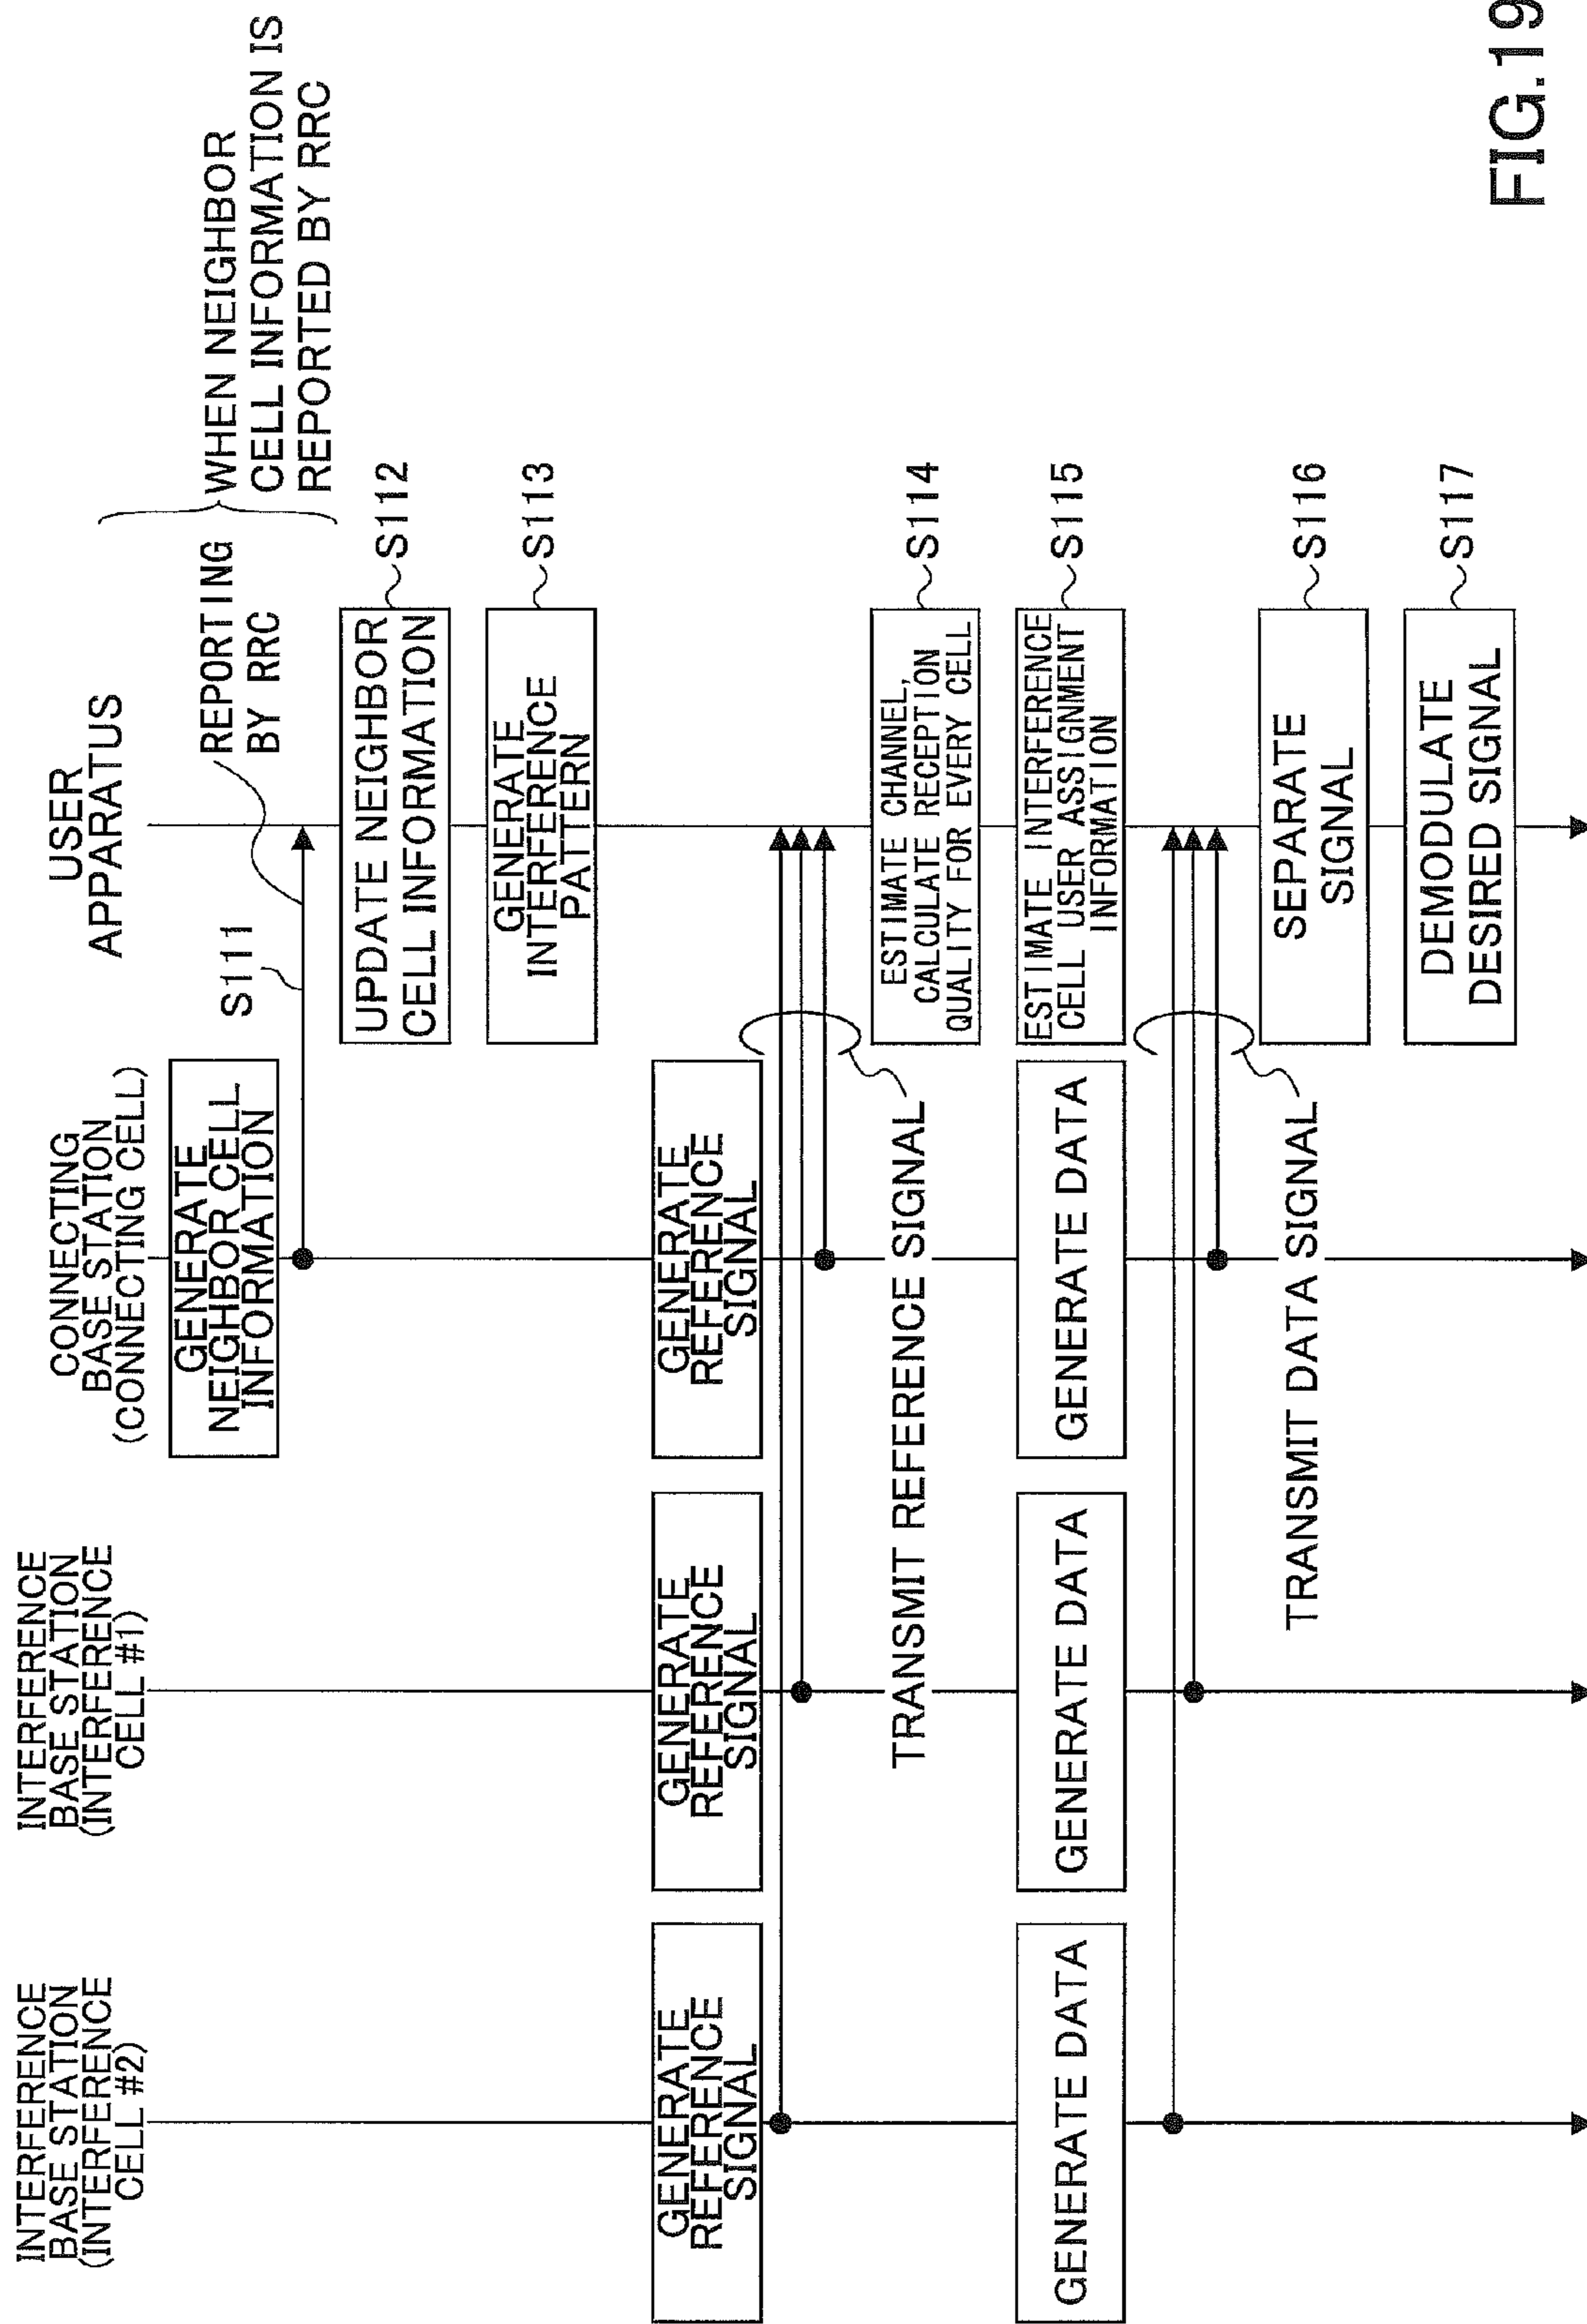 INTERFERENCE
BASE STATION
(INTERFERENCE
CELL #2)
INTERFERENCE
BASE STATION
(INTERFERENCE
CELL #1)
CONNECTING
BASE STATION
(CONNECTING CELL)
USER
APPARATUS
GENERATE
NEIGHBOR CELL
INFORMATION
S111
REPORTING
BY RRC
WHEN NEIGHBOR
CELL INFORMATION IS
REPORTED BY RRC
UPDATE NEIGHBOR
CELL INFORMATION
S112
GENERATE
INTERFERENCE
PATTERN
S113
GENERATE
REFERENCE
SIGNAL
GENERATE
REFERENCE
SIGNAL
GENERATE
REFERENCE
SIGNAL
TRANSMIT REFERENCE SIGNAL
ESTIMATE CHANNEL,
CALCULATE RECEPTION
QUALITY FOR EVERY CELL
S114
GENERATE DATA
GENERATE DATA
GENERATE DATA
ESTIMATE INTERFERENCE
CELL USER ASSIGNMENT
INFORMATION
S115
TRANSMIT DATA SIGNAL
SEPARATE
SIGNAL
S116
DEMODULATE
DESIRED SIGNAL
S117
FIG.19